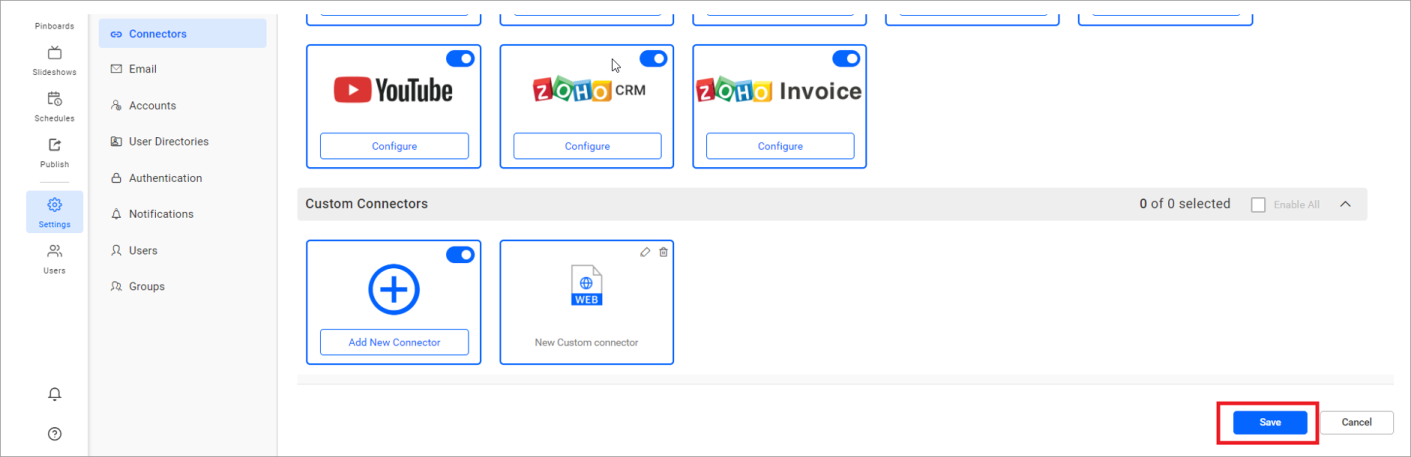 Pinboards
Slideshows
Schedules
Publish
Settings
Users
Connectors
Email
Accounts
User Directories
Authentication
Notifications
Users
Groups
YouTube
Configure
ZOHO CRM
Configure
ZOHO Invoice
Configure
Custom Connectors
0 of 0 selected
Enable All
Add New Connector
WEB
New Custom connector
Save
Cancel